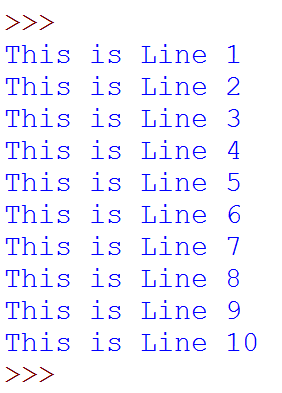 >>>
This is Line 1
This is Line 2
This is Line 3
This is Line 4
This is Line 5
This is Line 6
This is Line 7
This is Line 8
This is Line 9
This is Line 10
>>>